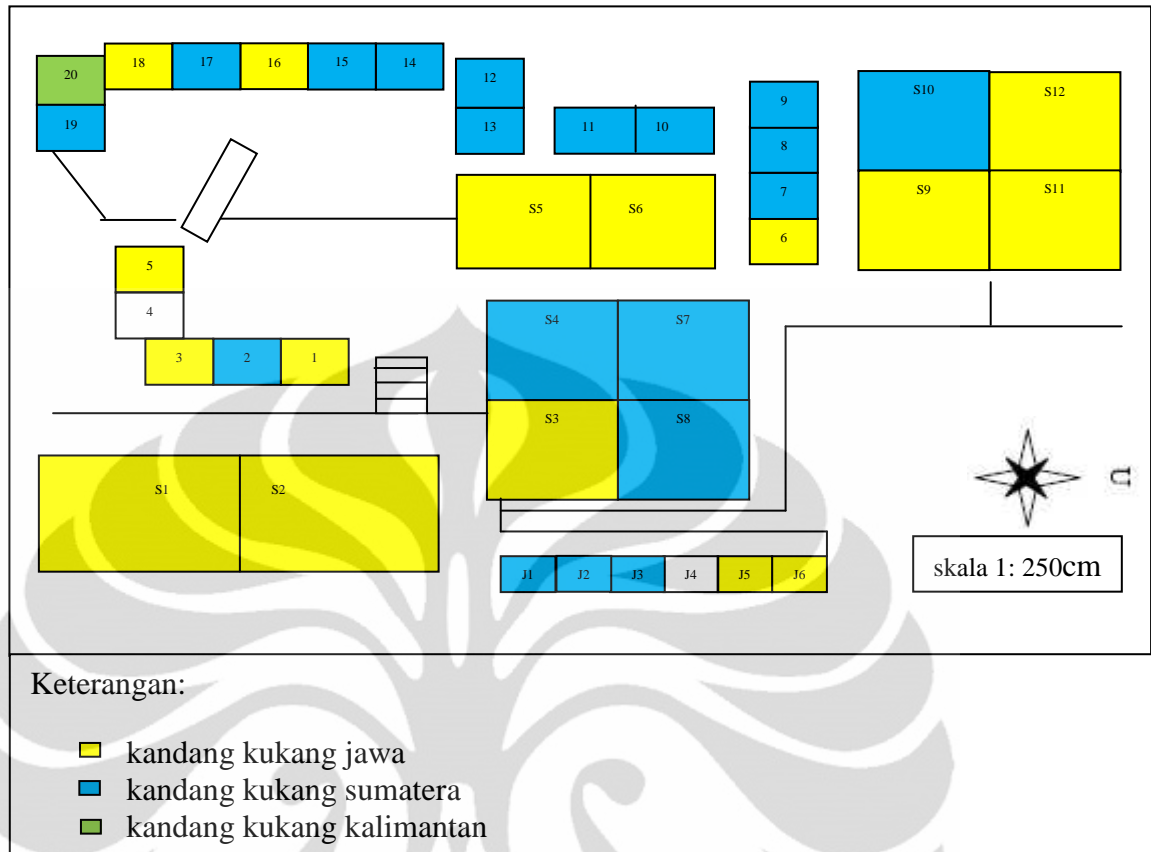 20 18 17 16 15 14
19
12
13
11 10
9
8
7
6
S10 S12
S9 S11
S5 S6
5
4
3 2 1
S4 S7
S3 S8
S1 S2
J1 J2 J3 J4 J5 J6
U
skala 1: 250cm
Keterangan:
kandang kukang jawa
kandang kukang sumatera
kandang kukang kalimantan